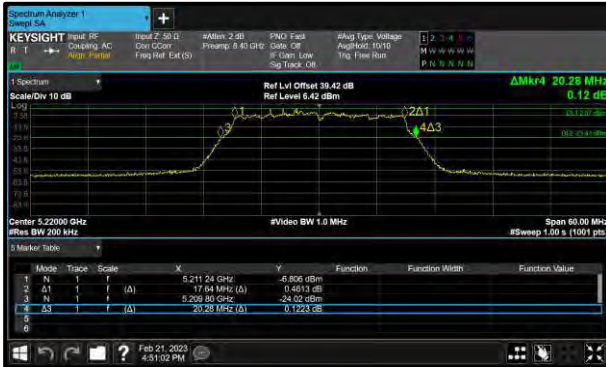 Spectrum Analyzer 1
Swept SA
KEYSIGHT Input: RF Input Z: 50 Ω #Atten: 2 dB PNO: Fast #Avg Type: Voltage 1 2 3 4 5 6
R T Coupling: AC Corr CCorr Preamp: 8.40 GHz Gate: Off Avg|Hold: 10/10 M W W W W W
Align: Partial Freq Ref: Ext (S) IF Gain: Low Trig: Free Run
Sig Track: Off P N N N N N
1 Spectrum
Ref Lvl Offset 39.42 dB ΔMkr4 20.28 MHz
Scale/Div 10 dB Ref Level 6.42 dBm 0.12 dB
Log
1 2Δ1
3 4Δ3
Center 5.22000 GHz #Video BW 1.0 MHz Span 60.00 MHz
#Res BW 200 kHz #Sweep 1.00 s (1001 pts)
5 Marker Table
Mode Trace Scale X Y Function Function Width Function Value
1 N 1 f 5.211 24 GHz -6.806 dBm
2 Δ1 1 f (Δ) 17.64 MHz (Δ) 0.4613 dB
3 N 1 f 5.209 80 GHz -24.02 dBm
4 Δ3 1 f (Δ) 20.28 MHz (Δ) 0.1223 dB
5
6
? Feb 21, 2023
4:51:02 PM